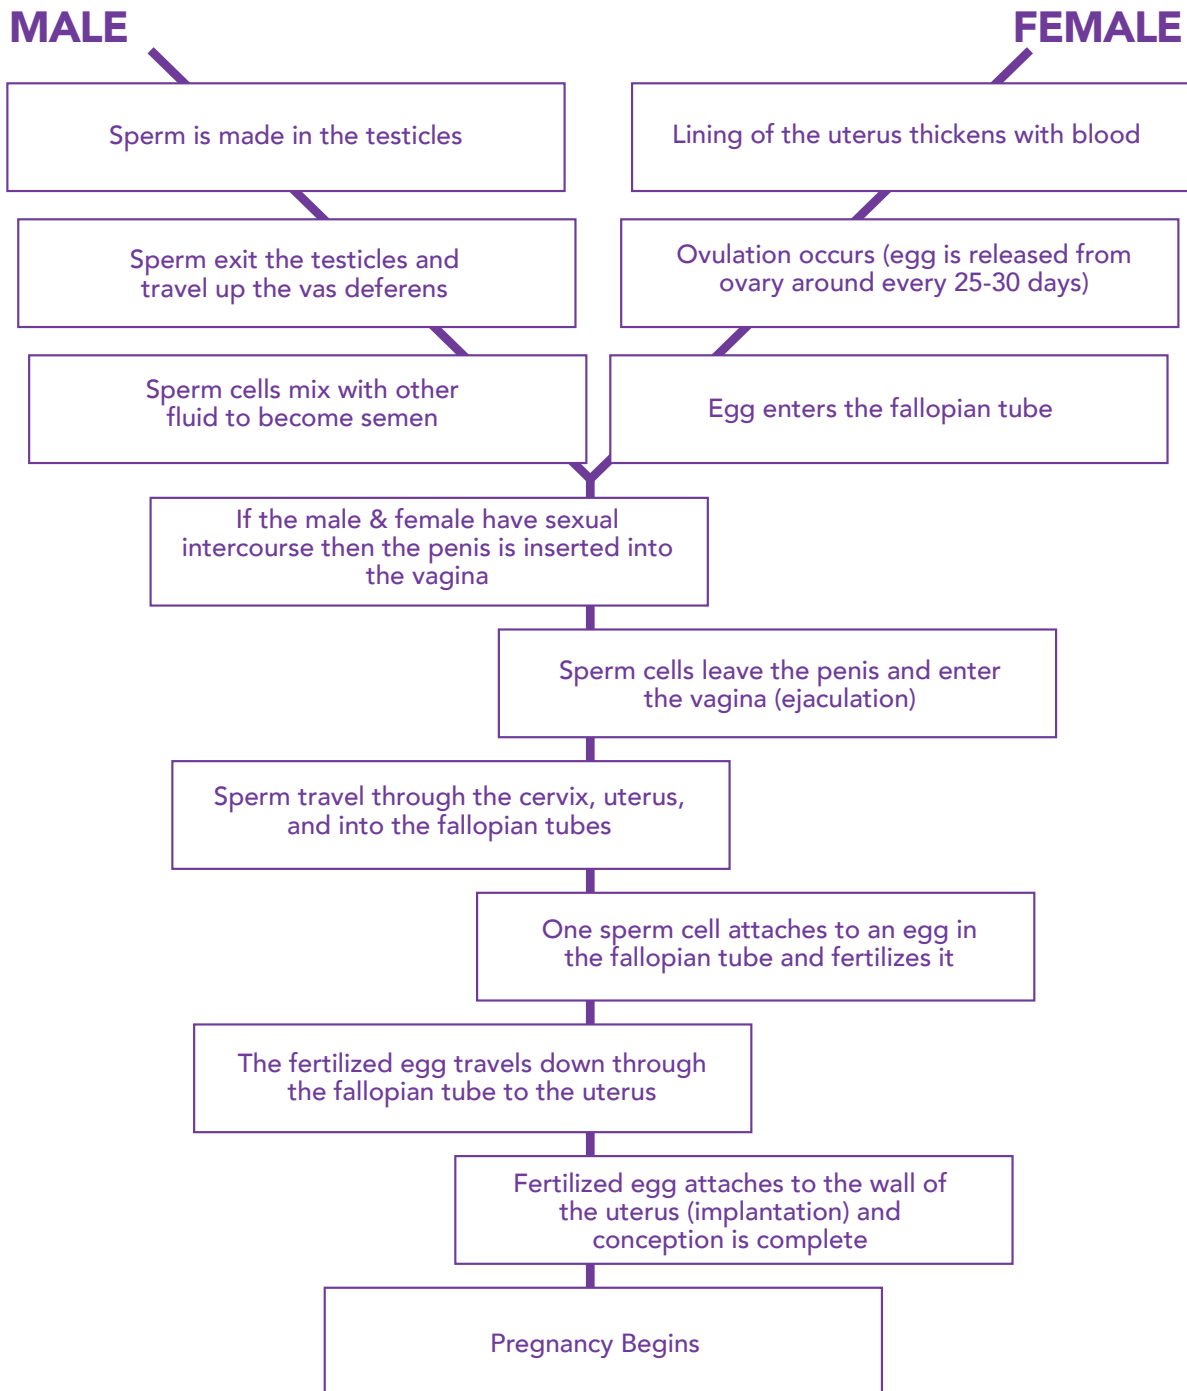 MALE
FEMALE
Sperm is made in the testicles
Lining of the uterus thickens with blood
Sperm exit the testicles and
travel up the vas deferens
Ovulation occurs (egg is released from
ovary around every 25-30 days)
Sperm cells mix with other
fluid to become semen
Egg enters the fallopian tube
If the male & female have sexual
intercourse then the penis is inserted into
the vagina
Sperm cells leave the penis and enter
the vagina (ejaculation)
Sperm travel through the cervix, uterus,
and into the fallopian tubes
One sperm cell attaches to an egg in
the fallopian tube and fertilizes it
The fertilized egg travels down through
the fallopian tube to the uterus
Fertilized egg attaches to the wall of
the uterus (implantation) and
conception is complete
Pregnancy Begins